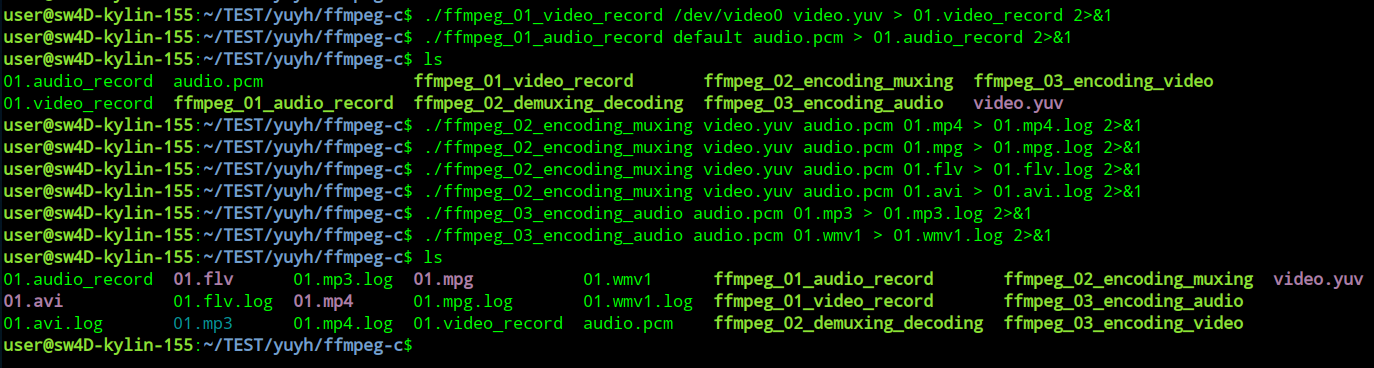 user@sw4D-kylin-155:~/TEST/yuyh/ffmpeg-c$ ./ffmpeg_01_video_record /dev/video0 video.yuv > 01.video_record 2>&1
user@sw4D-kylin-155:~/TEST/yuyh/ffmpeg-c$ ./ffmpeg_01_audio_record default audio.pcm > 01.audio_record 2>&1
user@sw4D-kylin-155:~/TEST/yuyh/ffmpeg-c$ ls
01.audio_record  audio.pcm               ffmpeg_01_video_record       ffmpeg_02_encoding_muxing  ffmpeg_03_encoding_video
01.video_record  ffmpeg_01_audio_record  ffmpeg_02_demuxing_decoding  ffmpeg_03_encoding_audio   video.yuv
user@sw4D-kylin-155:~/TEST/yuyh/ffmpeg-c$ ./ffmpeg_02_encoding_muxing video.yuv audio.pcm 01.mp4 > 01.mp4.log 2>&1
user@sw4D-kylin-155:~/TEST/yuyh/ffmpeg-c$ ./ffmpeg_02_encoding_muxing video.yuv audio.pcm 01.mpg > 01.mpg.log 2>&1
user@sw4D-kylin-155:~/TEST/yuyh/ffmpeg-c$ ./ffmpeg_02_encoding_muxing video.yuv audio.pcm 01.flv > 01.flv.log 2>&1
user@sw4D-kylin-155:~/TEST/yuyh/ffmpeg-c$ ./ffmpeg_02_encoding_muxing video.yuv audio.pcm 01.avi > 01.avi.log 2>&1
user@sw4D-kylin-155:~/TEST/yuyh/ffmpeg-c$ ./ffmpeg_03_encoding_audio audio.pcm 01.mp3 > 01.mp3.log 2>&1
user@sw4D-kylin-155:~/TEST/yuyh/ffmpeg-c$ ./ffmpeg_03_encoding_audio audio.pcm 01.wmv1 > 01.wmv1.log 2>&1
user@sw4D-kylin-155:~/TEST/yuyh/ffmpeg-c$ ls
01.audio_record  01.flv      01.mp3.log  01.mpg           01.wmv1      ffmpeg_01_audio_record       ffmpeg_02_encoding_muxing  video.yuv
01.avi           01.flv.log  01.mp4      01.mpg.log       01.wmv1.log  ffmpeg_01_video_record       ffmpeg_03_encoding_audio
01.avi.log       01.mp3      01.mp4.log  01.video_record  audio.pcm    ffmpeg_02_demuxing_decoding  ffmpeg_03_encoding_video
user@sw4D-kylin-155:~/TEST/yuyh/ffmpeg-c$